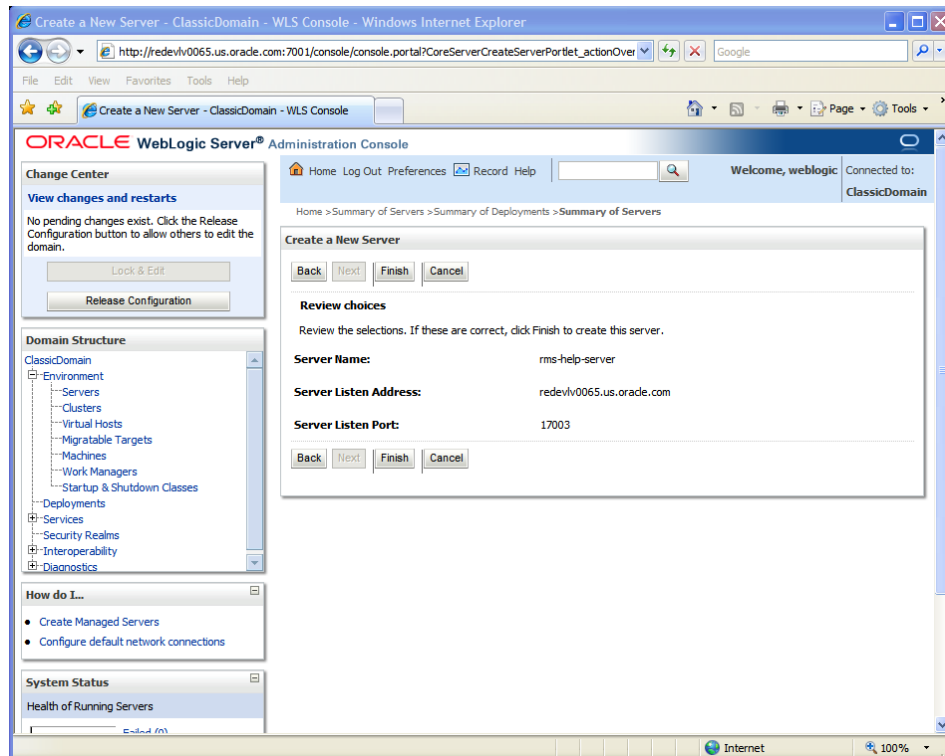 Create a New Server - ClassicDomain - WLS Console - Windows Internet Explorer
http://redevlv0065.us.oracle.com:7001/console/console.portal?CoreServerCreateServerPortlet_actionOver
Google
File Edit View Favorites Tools Help
Create a New Server - ClassicDomain - WLS Console
Page Tools »
ORACLE WebLogic Server® Administration Console
Change Center
View changes and restarts
No pending changes exist. Click the Release
Configuration button to allow others to edit the
domain.
Lock & Edit
Release Configuration
Domain Structure
ClassicDomain
Environment
Servers
Clusters
Virtual Hosts
Migratable Targets
Machines
Work Managers
Startup & Shutdown Classes
Deployments
Services
Security Realms
Interoperability
Diagnostics
How do I...
Create Managed Servers
Configure default network connections
System Status
Health of Running Servers
Failed (0)
Home Log Out Preferences Record Help
Welcome, weblogic
Connected to:
ClassicDomain
Home >Summary of Servers >Summary of Deployments >Summary of Servers
Create a New Server
Back Next Finish Cancel
Review choices
Review the selections. If these are correct, click Finish to create this server.
Server Name: rms-help-server
Server Listen Address: redevlv0065.us.oracle.com
Server Listen Port: 17003
Back Next Finish Cancel
Internet
100%